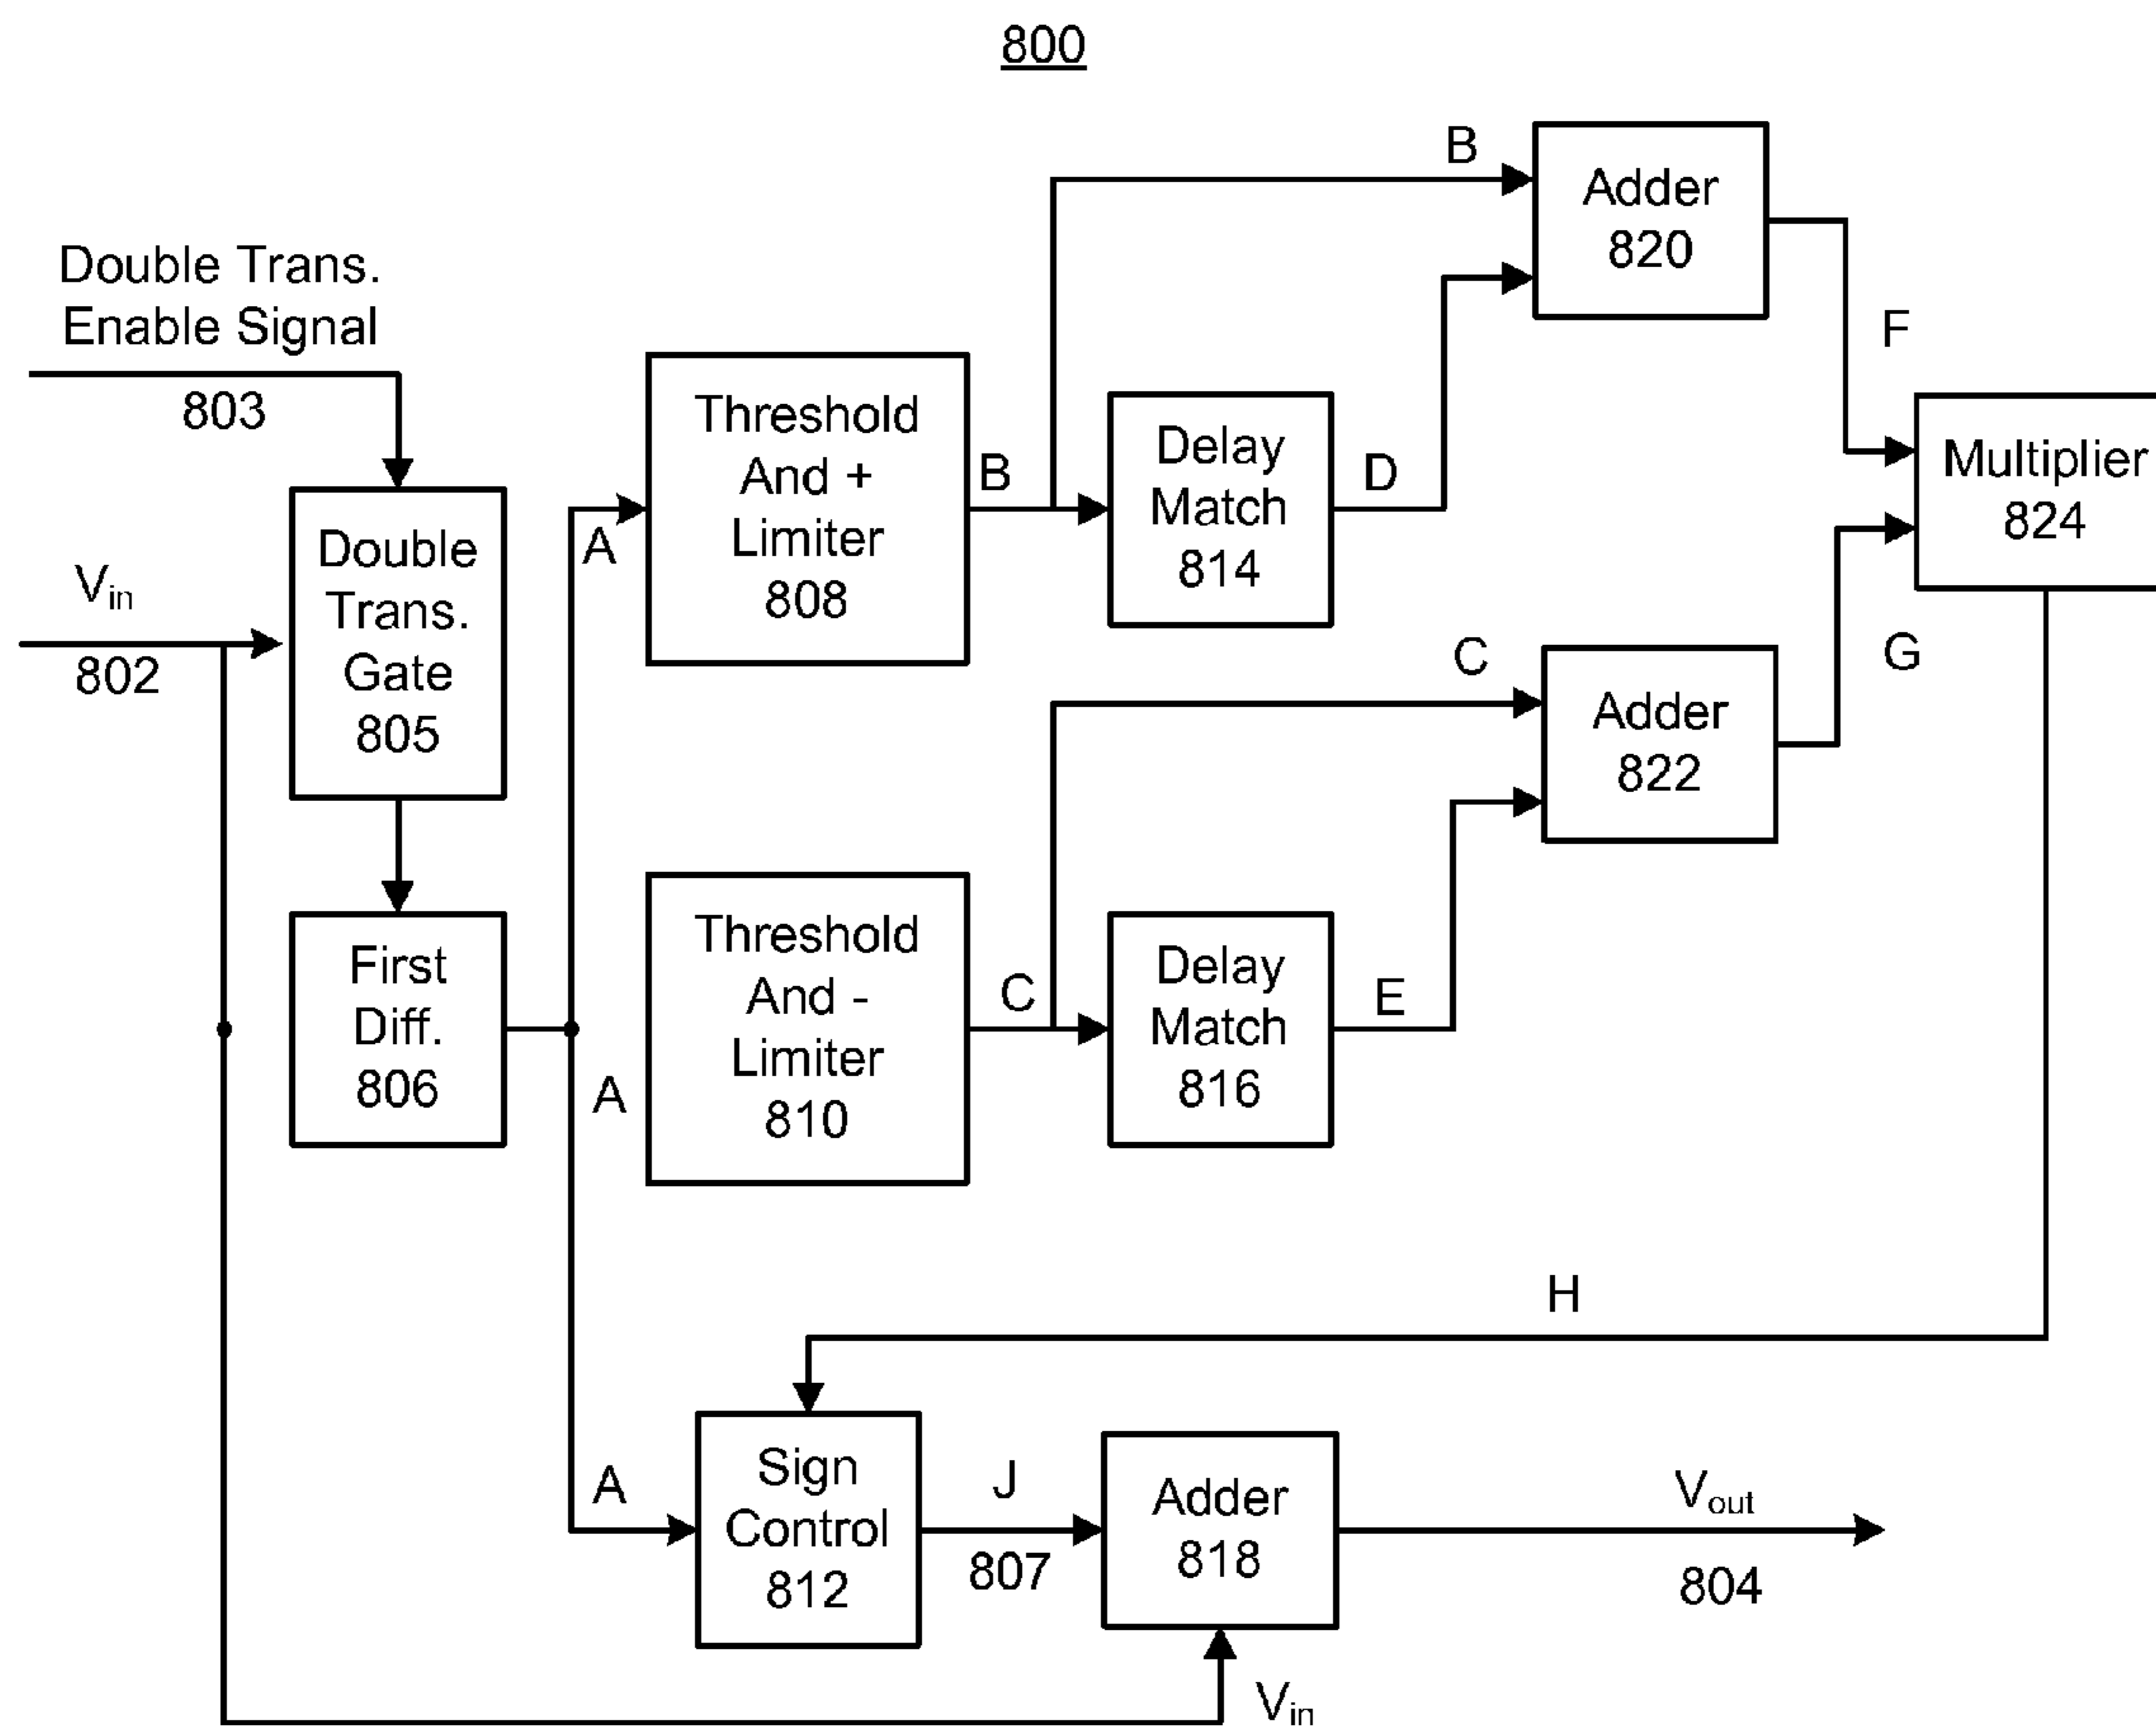 800
B
Adder
820
Double Trans.
Enable Signal
803
F
Threshold
And +
Limiter
808
B
Delay
Match
814
D
Multiplier
824
A
Double
Trans.
Gate
805
Vin
802
C
G
Adder
822
Threshold
And -
Limiter
810
C
Delay
Match
816
E
First
Diff.
806
A
H
A
Sign
Control
812
J
807
Adder
818
Vout
804
Vin